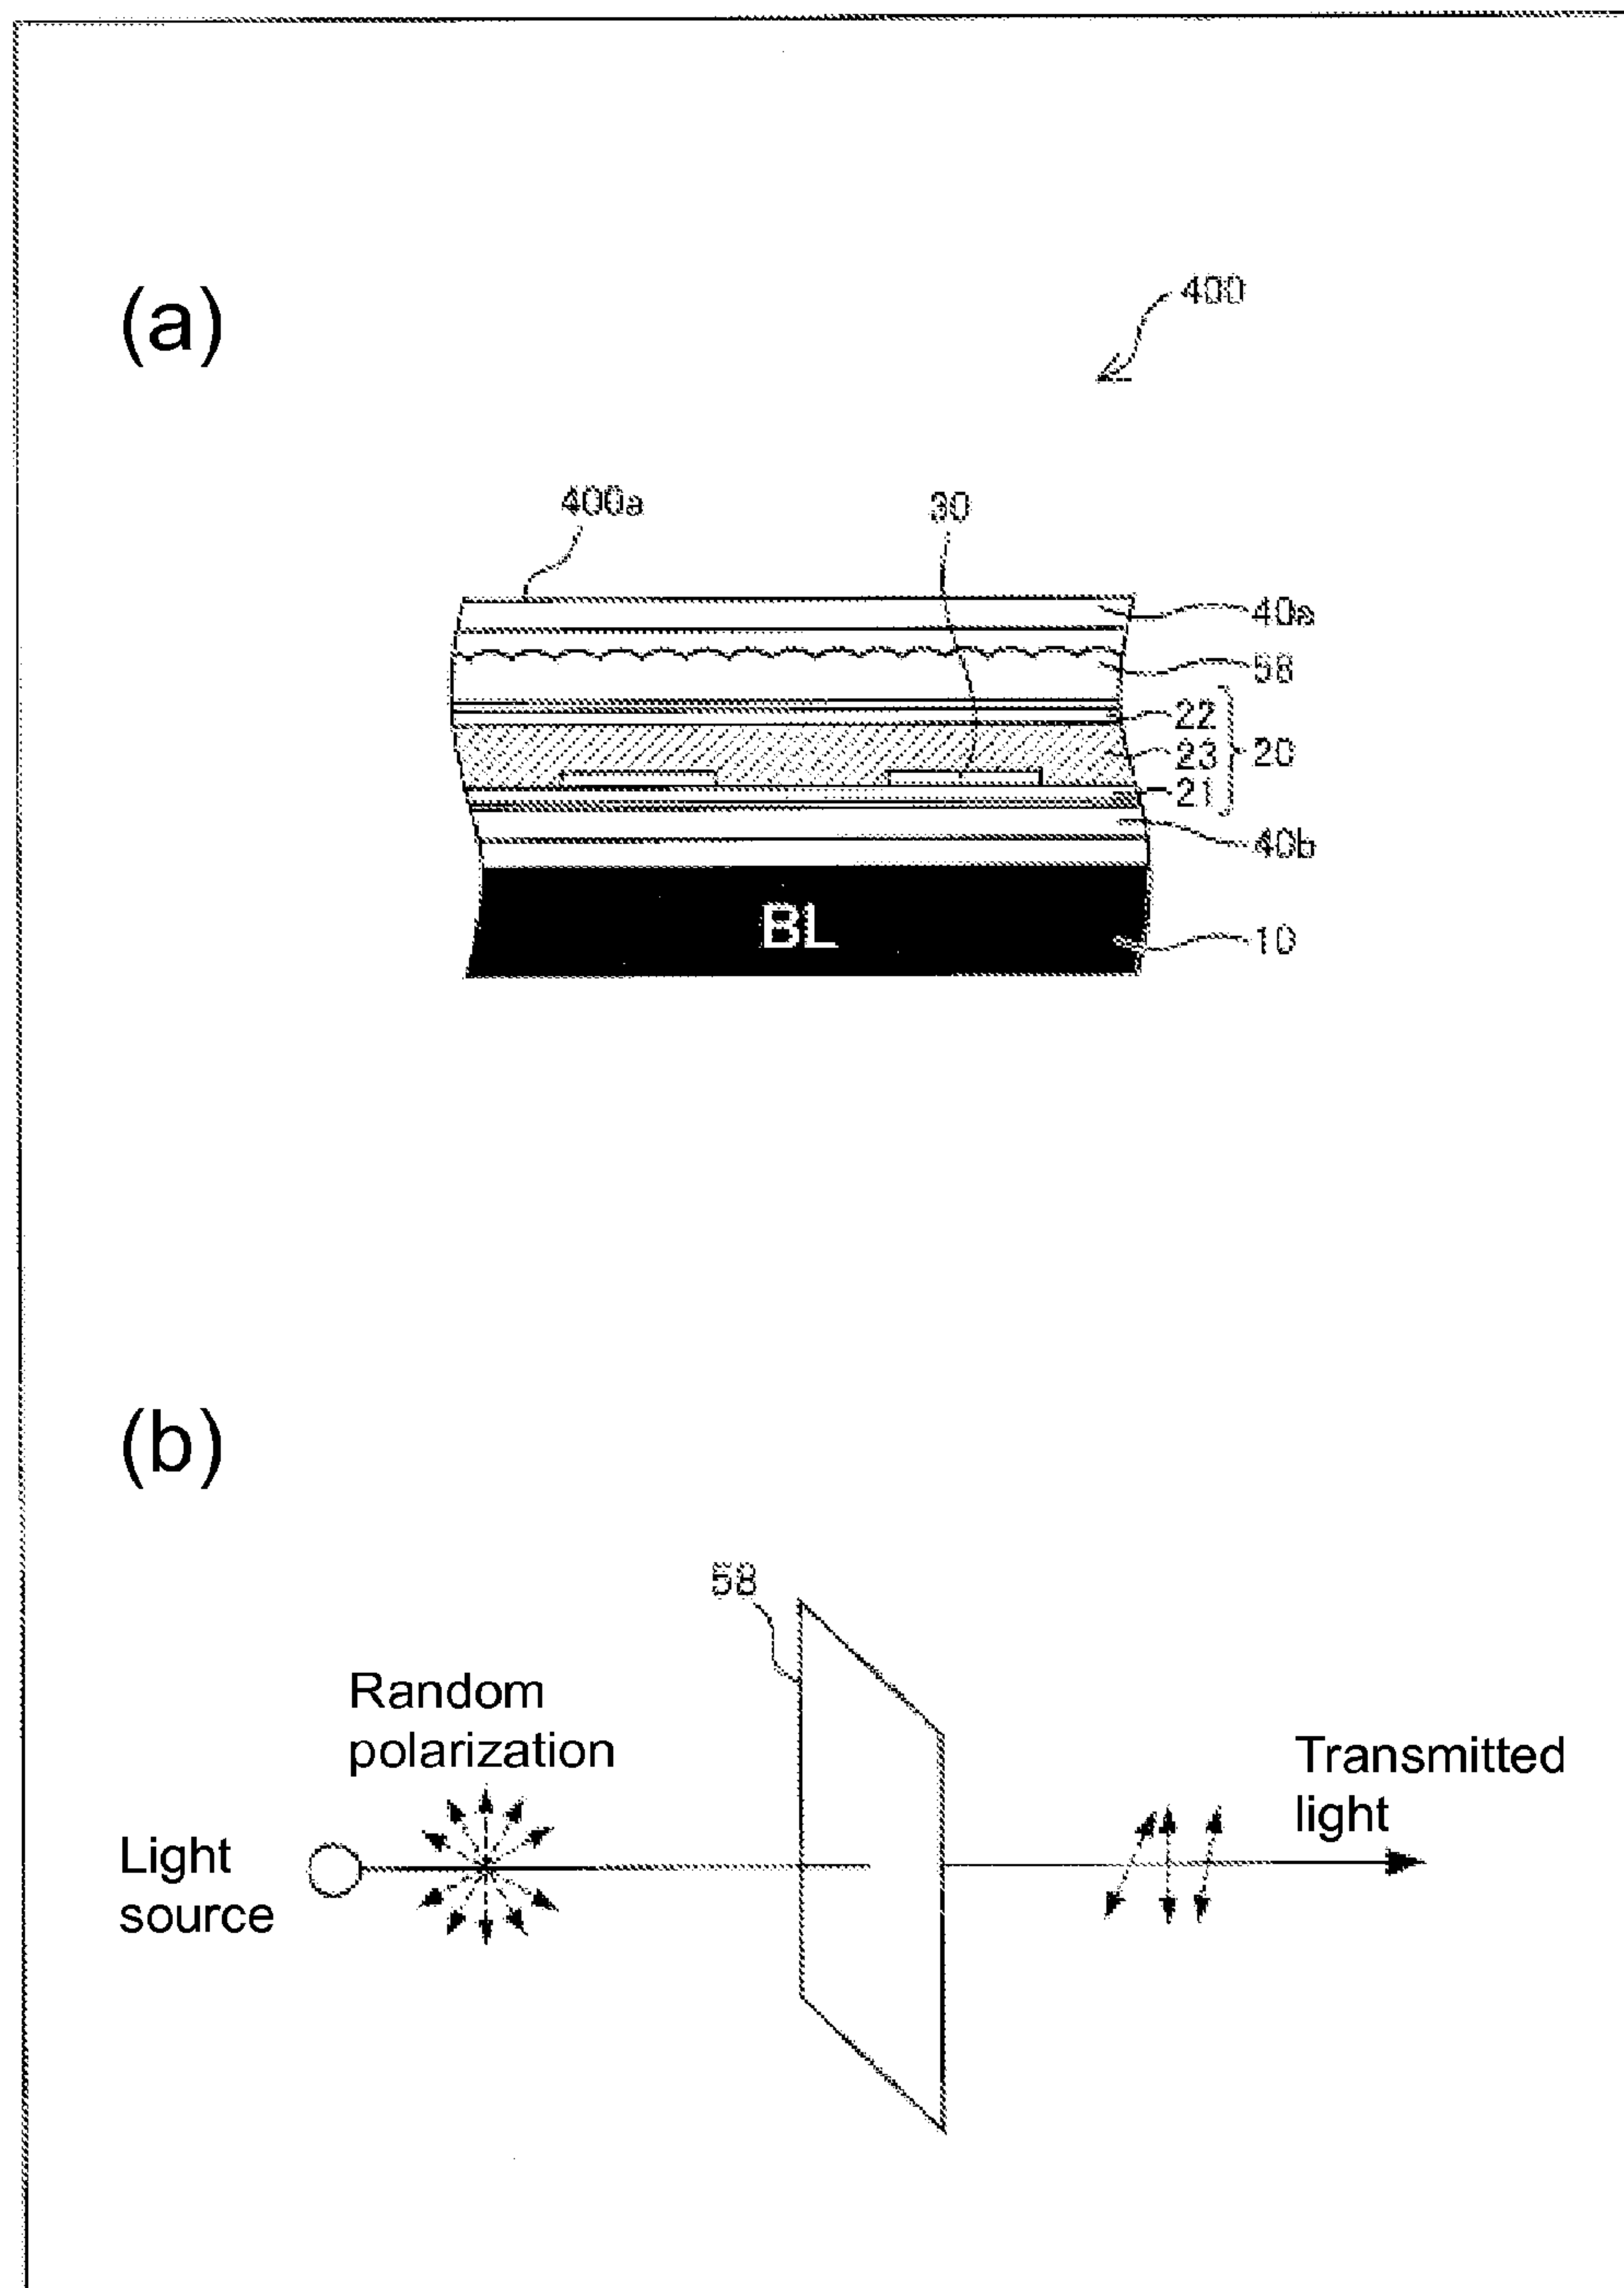 (a)
400
400a
30
40a
58
22
23
20
21
40b
BL
10
(b)
58
Random
polarization
Light
source
Transmitted
light